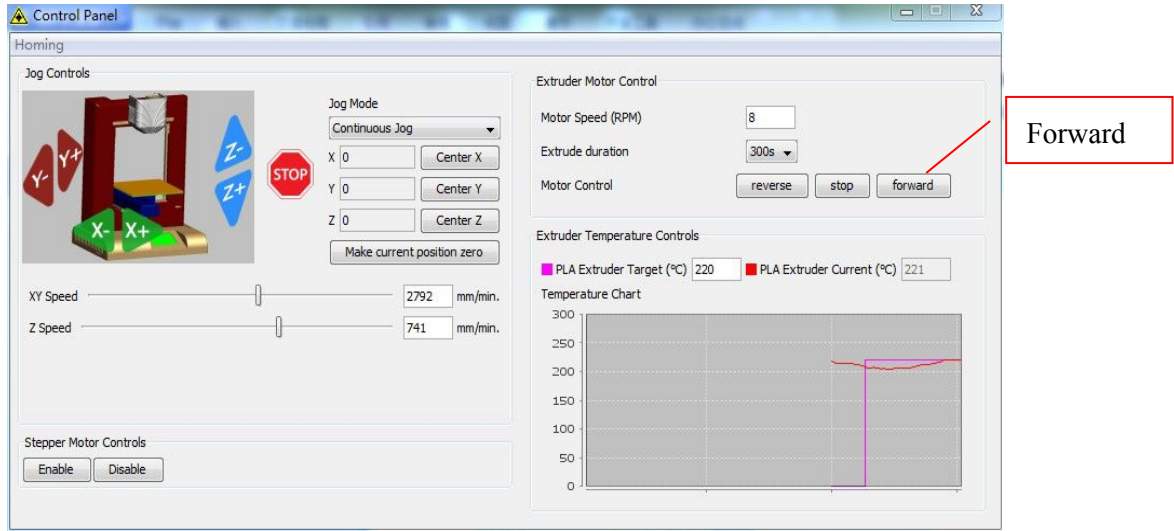 Control Panel
Homing
Jog Controls
Y- Y+
Z-
Z+
X- X+
STOP
Jog Mode
Continuous Jog
X 0 Center X
Y 0 Center Y
Z 0 Center Z
Make current position zero
XY Speed 2792 mm/min.
Z Speed 741 mm/min.
Stepper Motor Controls
Enable Disable
Extruder Motor Control
Motor Speed (RPM) 8
Extrude duration 300s
Motor Control reverse stop forward
Forward
Extruder Temperature Controls
PLA Extruder Target (℃) 220 PLA Extruder Current (℃) 221
Temperature Chart
300
250
200
150
100
50
0